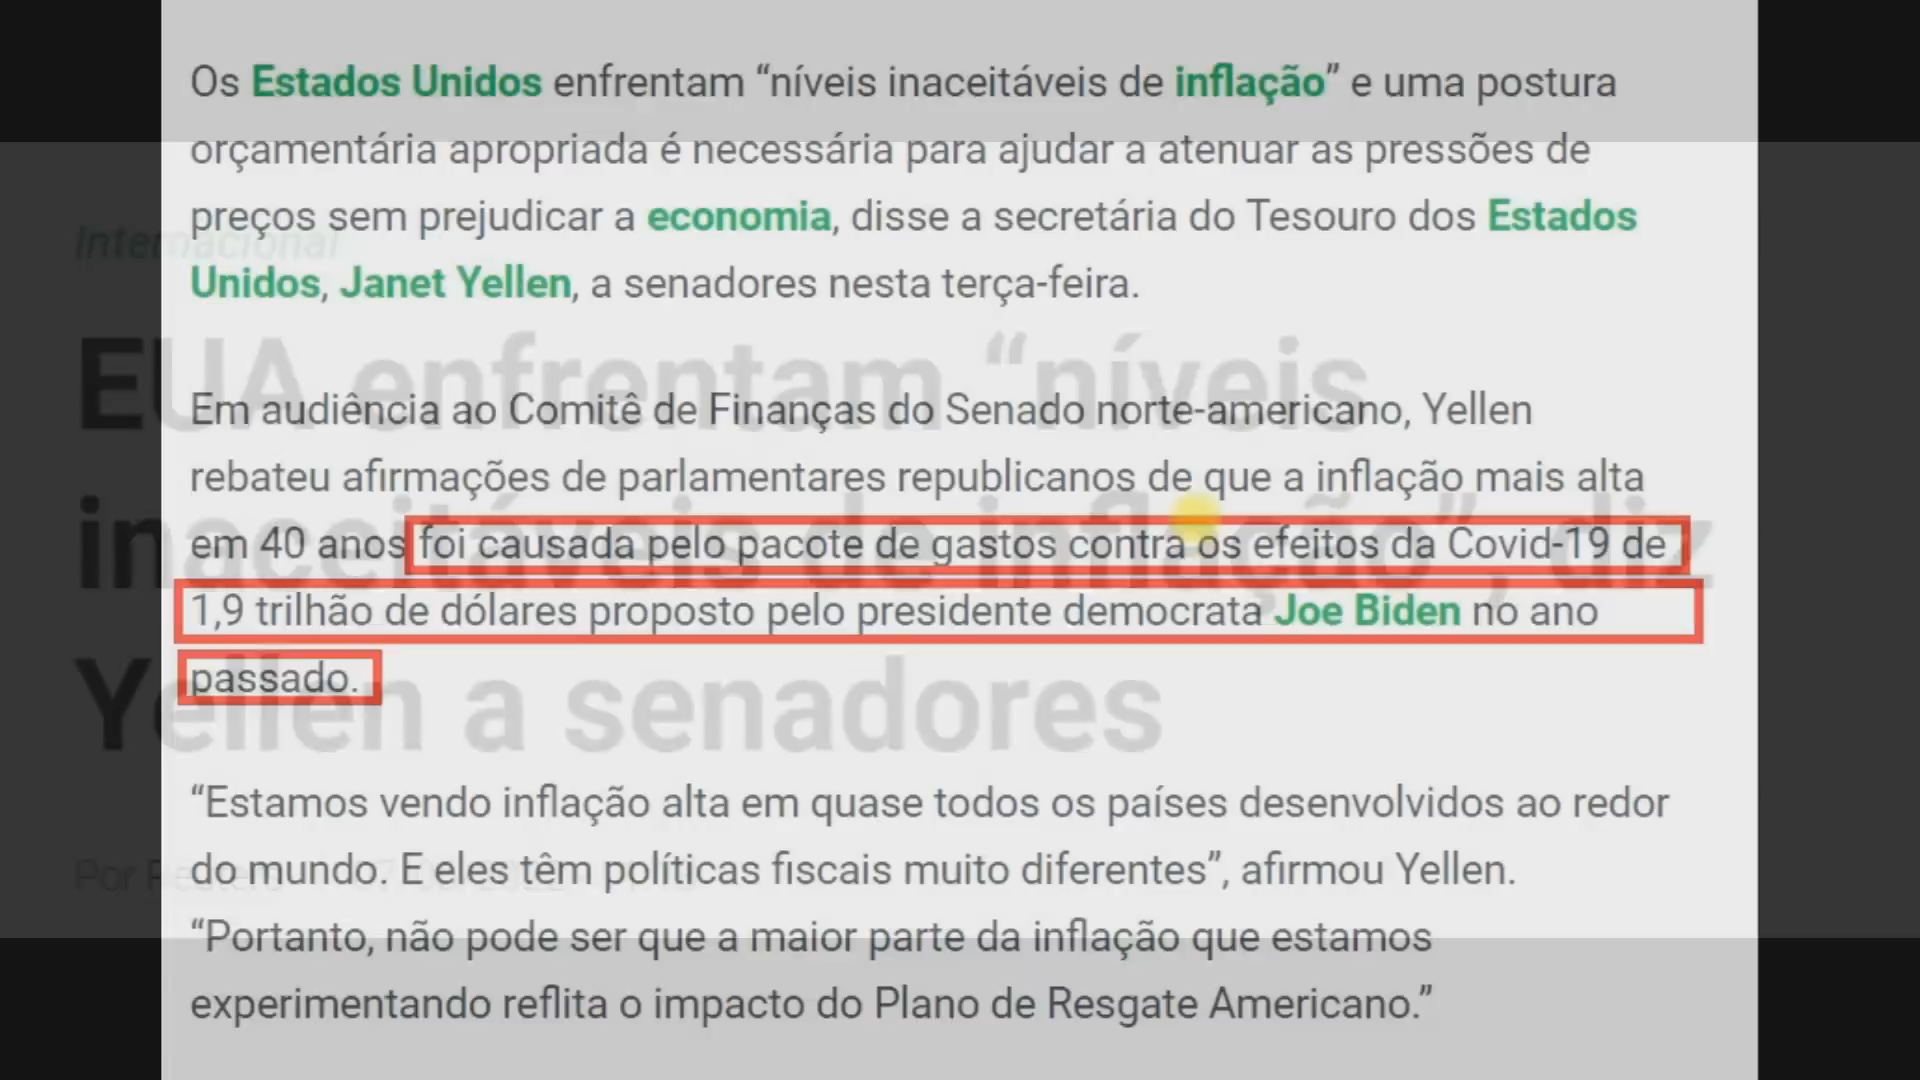 Os Estados Unidos enfrentam “níveis inaceitáveis de inflação” e uma postura
orçamentária apropriada é necessária para ajudar a atenuar as pressões de
preços sem prejudicar a economia, disse a secretária do Tesouro dos Estados
Unidos, Janet Yellen, a senadores nesta terça-feira.
Em audiência ao Comitê de Finanças do Senado norte-americano, Yellen
rebateu afirmações de parlamentares republicanos de que a inflação mais alta
em 40 anos foi causada pelo pacote de gastos contra os efeitos da Covid-19 de
1,9 trilhão de dólares proposto pelo presidente democrata Joe Biden no ano
passado.
“Estamos vendo inflação alta em quase todos os países desenvolvidos ao redor
do mundo. E eles têm políticas fiscais muito diferentes”, afirmou Yellen.
“Portanto, não pode ser que a maior parte da inflação que estamos
experimentando reflita o impacto do Plano de Resgate Americano.”
Internacional
EUA enfrentam “níveis
inaceitáveis de inflação”, diz
Yellen a senadores
Por Reuters